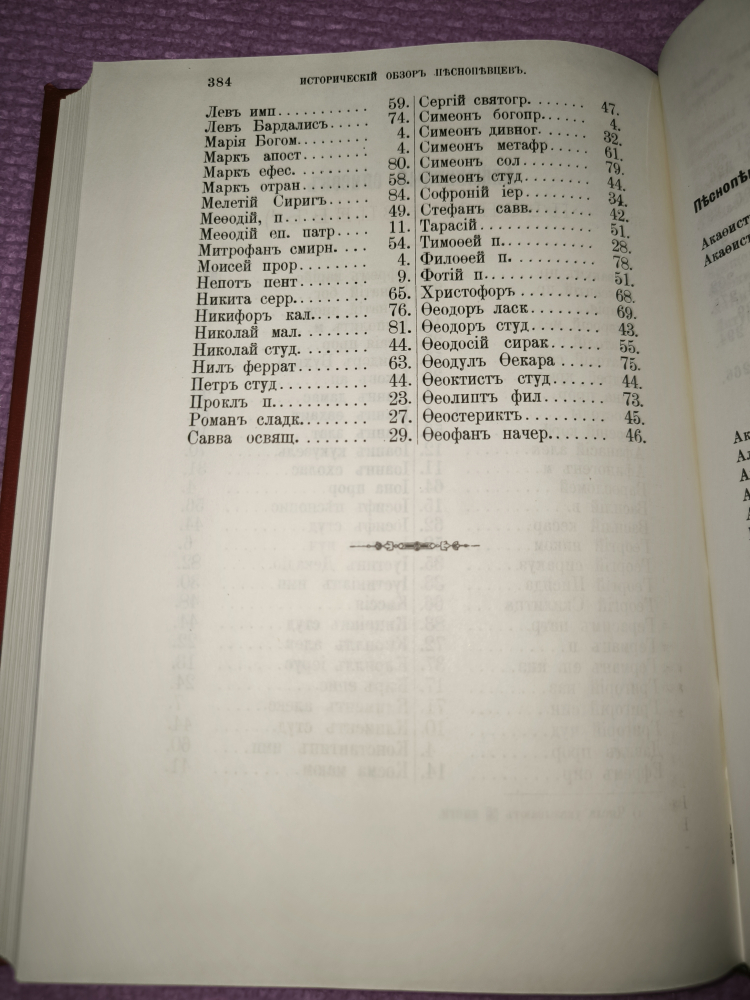 384 ИСТОРИЧЕСКІЙ ОБЗОРЪ ПѢСНОПѢВЦЕВЪ.
Левъ имп........... 59.
Левъ Бардалисъ..... 74.
Марія Богом......... 4.
Маркъ апост........ 4.
Маркъ ефес......... 80.
Маркъ отран........ 58.
Мелетій Сиригъ..... 84.
Меѳодій, п......... 49.
Меѳодій еп. патр.... 11.
Митрофанъ смирн.... 54.
Моисей прор........ 4.
Непотъ пент........ 9.
Никита серр......... 65.
Никифоръ кал....... 76.
Николай мал........ 81.
Николай студ........ 44.
Нилъ феррат........ 63.
Петръ студ.......... 44.
Проклъ п........... 23.
Романъ сладк........ 27.
Савва освящ......... 29.
Сергій святогр....... 47.
Симеонъ богопр...... 4.
Симеонъ дивног...... 32.
Симеонъ метафр..... 61.
Симеонъ сол........ 79.
Симеонъ студ....... 44.
Софроній іер........ 34.
Стефанъ савв........ 42.
Тарасій............. 51.
Тимоѳей п.......... 28.
Филоѳей п.......... 78.
Фотій п............ 51.
Христофоръ......... 68.
Ѳеодоръ ласк....... 69.
Ѳеодоръ студ....... 43.
Ѳеодосій сирак..... 55.
Ѳеодулъ Ѳекара..... 75.
Ѳеоктистъ студ..... 44.
Ѳеолиптъ фил...... 73.
Ѳеостериктъ........ 45.
Ѳеофанъ начер....... 46.
Акаѳист
Акаѳист